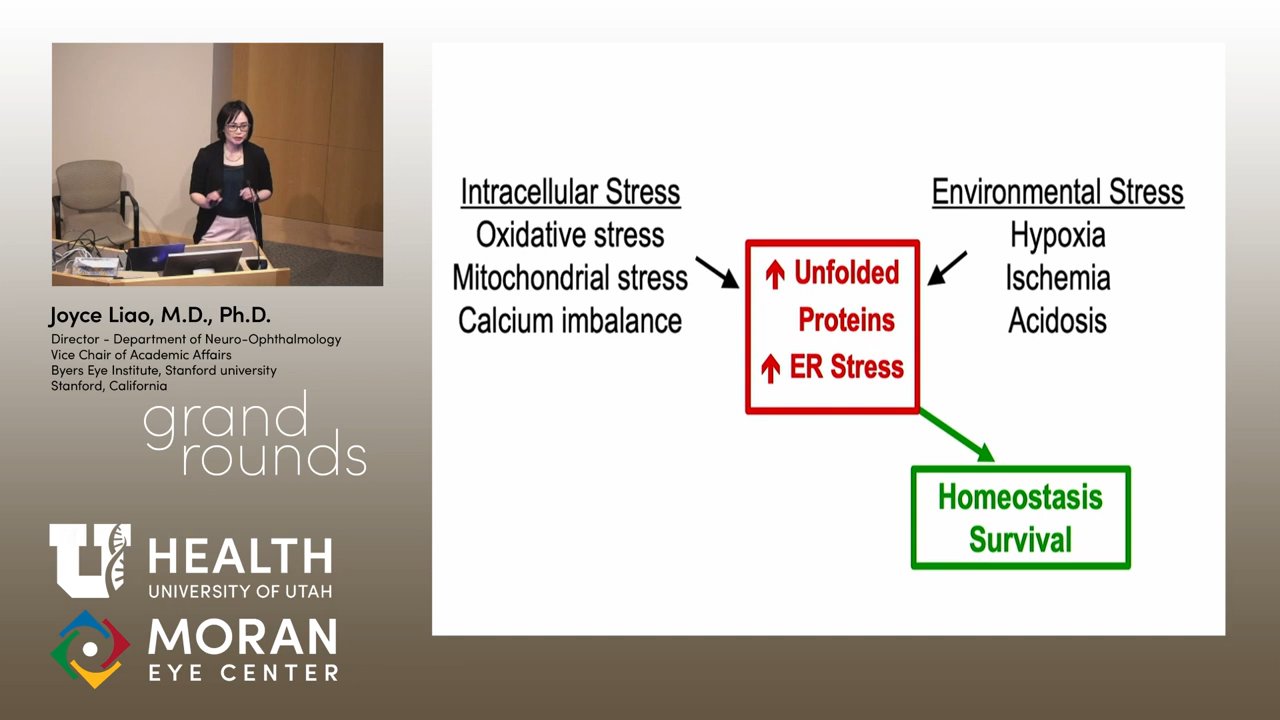 Joyce Liao, M.D., Ph.D.
Director - Department of Neuro-Ophthalmology
Vice Chair of Academic Affairs
Byers Eye Institute, Stanford university
Stanford, California
grand
rounds
U HEALTH
UNIVERSITY OF UTAH
MORAN
EYE CENTER
Intracellular Stress
Oxidative stress
Mitochondrial stress
Calcium imbalance
Environmental Stress
Hypoxia
Ischemia
Acidosis
↑ Unfolded
Proteins
↑ ER Stress
Homeostasis
Survival